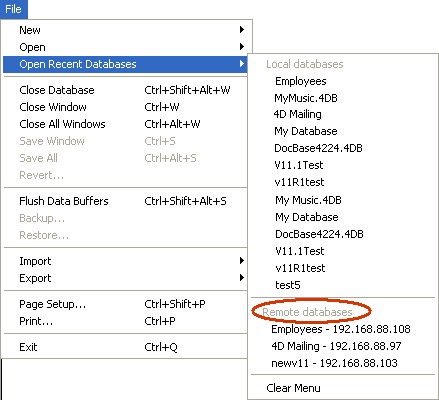 File
New
Open
Open Recent Databases
Close Database Ctrl+Shift+Alt+W
Close Window Ctrl+W
Close All Windows Ctrl+Alt+W
Save Window Ctrl+S
Save All Ctrl+Alt+S
Revert...
Flush Data Buffers Ctrl+Shift+Alt+S
Backup...
Restore...
Import
Export
Page Setup... Ctrl+Shift+P
Print... Ctrl+P
Exit Ctrl+Q
Local databases
Employees
MyMusic.4DB
4D Mailing
My Database
DocBase4224.4DB
V11.1Test
v11R1test
My Music.4DB
My Database
DocBase4224.4DB
V11.1Test
v11R1test
test5
Remote databases
Employees - 192.168.88.108
4D Mailing - 192.168.88.97
newv11 - 192.168.88.103
Clear Menu